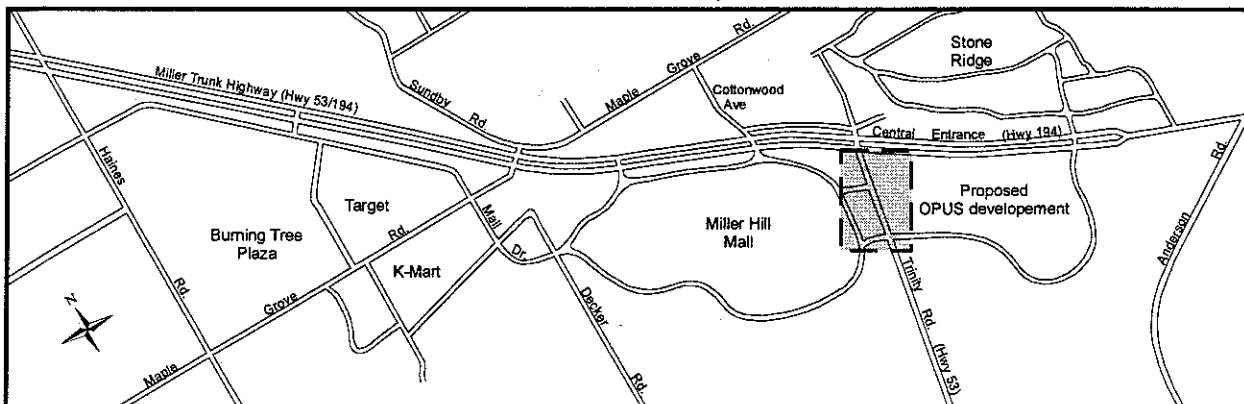 Stone
Ridge
Rd.
Grove
Maple
Cottonwood
Ave
Miller Trunk Highway (Hwy 53/194)
Sundby
Rd.
Central Entrance (Hwy 194)
Haines
Rd.
Target
Mall
Dr.
Burning Tree
Plaza
Miller Hill
Mall
Proposed
OPUS developement
Anderson
Rd.
K-Mart
Rd.
Grove
Maple
Decker
Rd.
Trinity
Rd.
(Hwy 53)
N